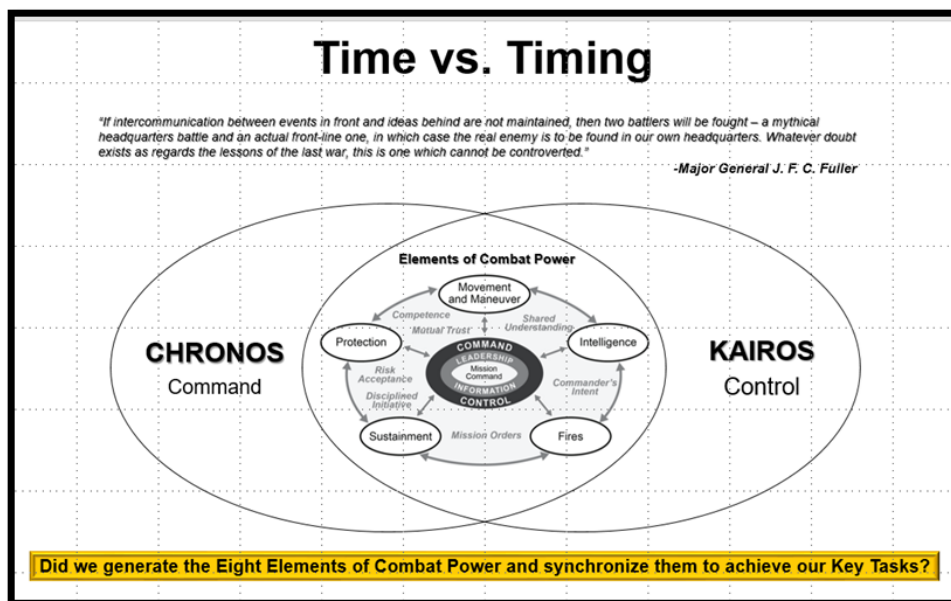 Time vs. Timing
"If intercommunication between events in front and ideas behind are not maintained, then two battlers will be fought – a mythical
headquarters battle and an actual front-line one, in which case the real enemy is to be found in our own headquarters. Whatever doubt
exists as regards the lessons of the last war, this is one which cannot be controverted."
-Major General J. F. C. Fuller
Elements of Combat Power
Movement
and Maneuver
Competence
Mutual Trust
Shared
Understanding
Protection
Intelligence
CHRONOS
Command
COMMAND
LEADERSHIP
Mission
Command
INFORMATION
CONTROL
KAIROS
Control
Risk
Acceptance
Disciplined
Initiative
Commander's
Intent
Sustainment
Mission Orders
Fires
Did we generate the Eight Elements of Combat Power and synchronize them to achieve our Key Tasks?